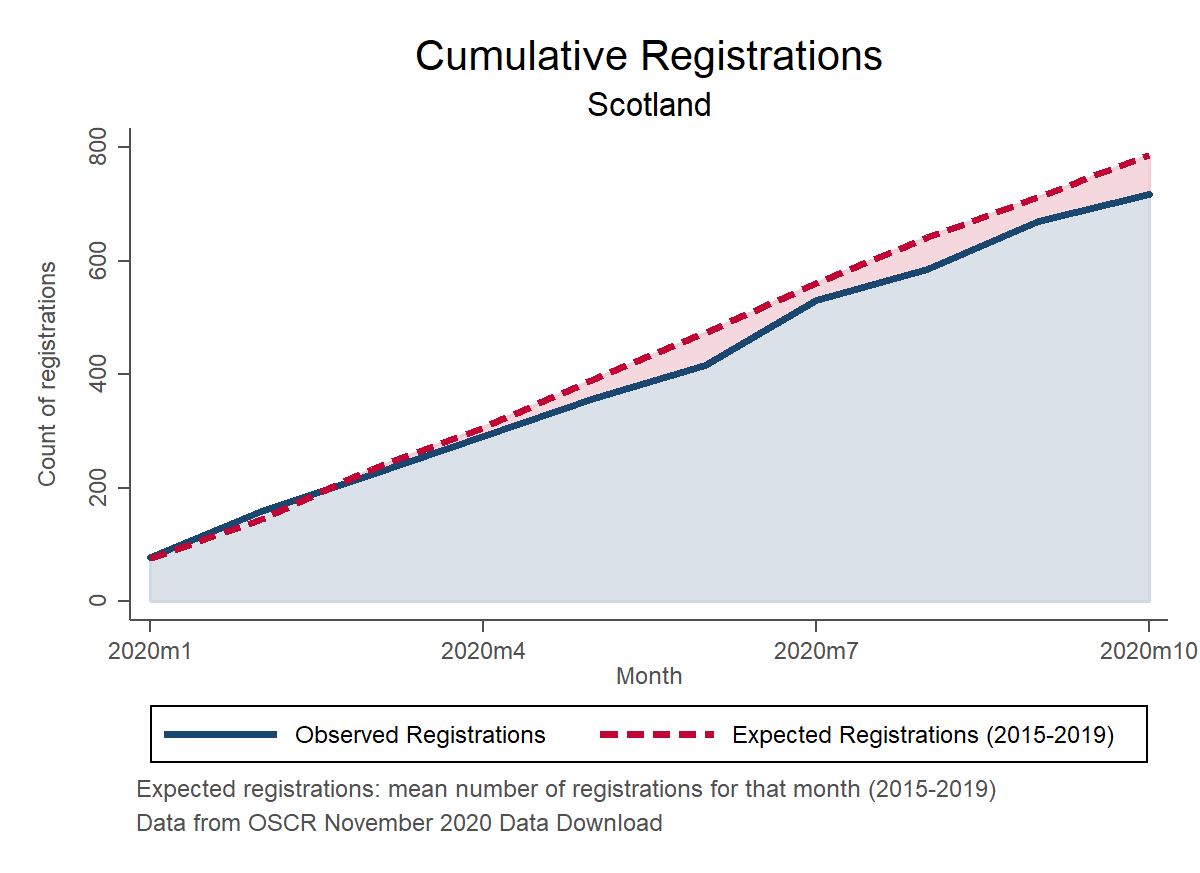 Cumulative Registrations
Scotland
Count of registrations
800
600
400
200
0
2020m1 2020m4 2020m7 2020m10
Month
Observed Registrations Expected Registrations (2015-2019)
Expected registrations: mean number of registrations for that month (2015-2019)
Data from OSCR November 2020 Data Download